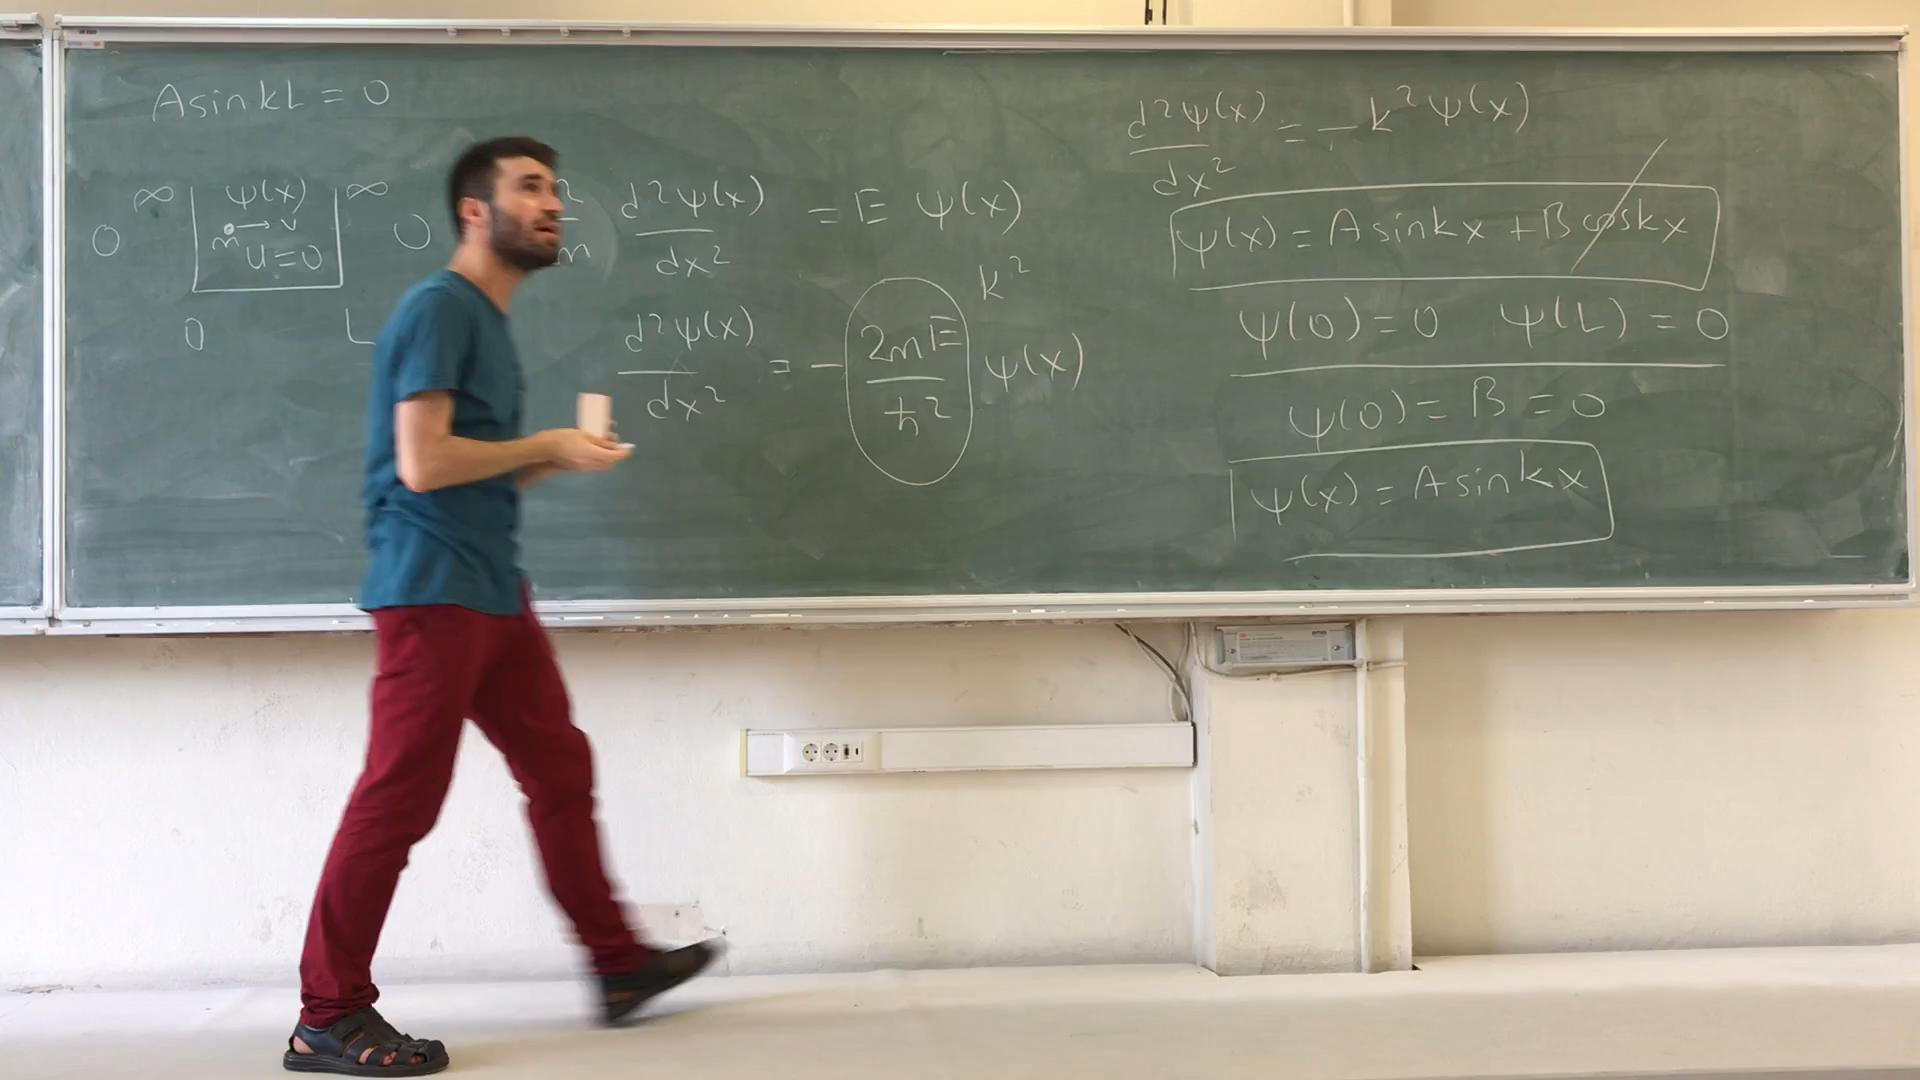 A sin kL = 0
∞ ψ(x) ∞
0 m → v 0
U = 0
0 L
d²ψ(x)/dx² = E ψ(x)
d²ψ(x)/dx² = - 2mE/ħ² ψ(x)
k²
d²ψ(x)/dx² = - k² ψ(x)
ψ(x) = A sin kx + B cos kx
ψ(0) = 0 ψ(L) = 0
ψ(0) = B = 0
ψ(x) = A sin kx